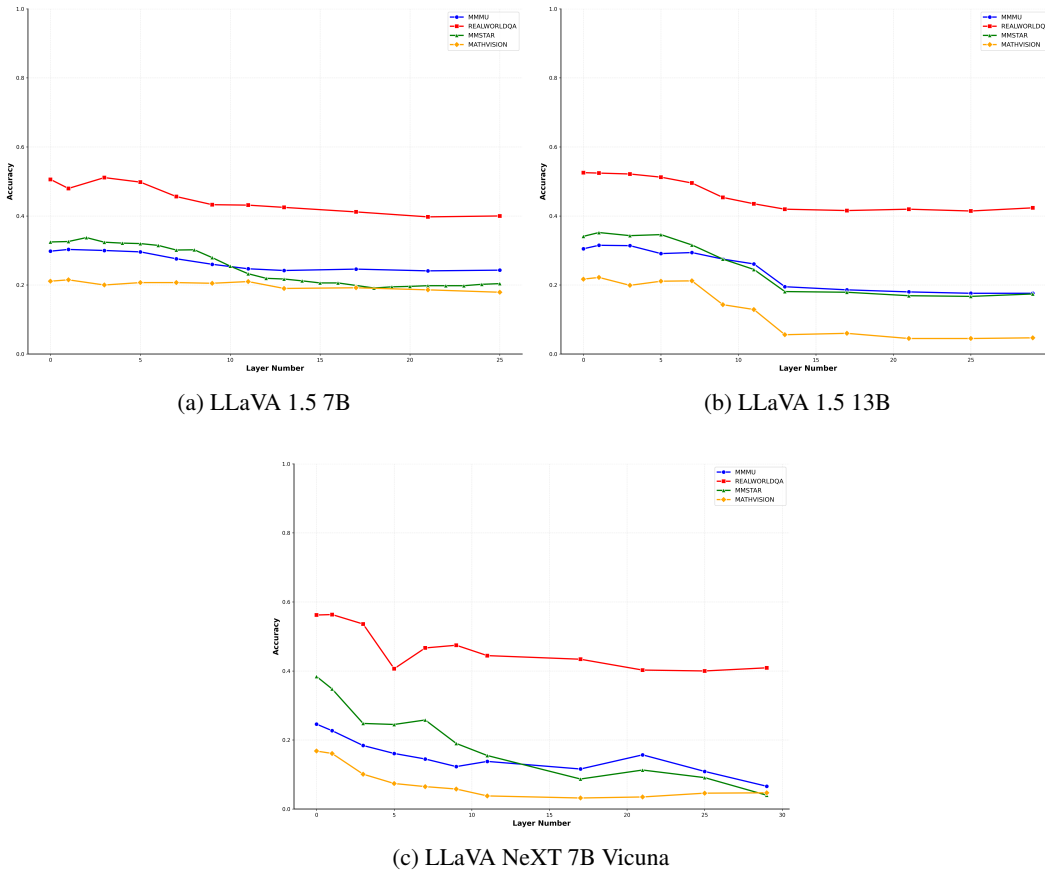 MMMU
REALWORLDQA
MMSTAR
MATHVISION
1.0
0.8
0.6
0.4
0.2
0.0
Accuracy
0 5 10 15 20 25
Layer Number
(a) LLaVA 1.5 7B
MMMU
REALWORLDQ
MMSTAR
MATHVISION
1.0
0.8
0.6
0.4
0.2
0.0
Accuracy
0 5 10 15 20 25
Layer Number
(b) LLaVA 1.5 13B
MMMU
REALWORLDQA
MMSTAR
MATHVISION
1.0
0.8
0.6
0.4
0.2
0.0
Accuracy
0 5 10 15 20 25 30
Layer Number
(c) LLaVA NeXT 7B Vicuna